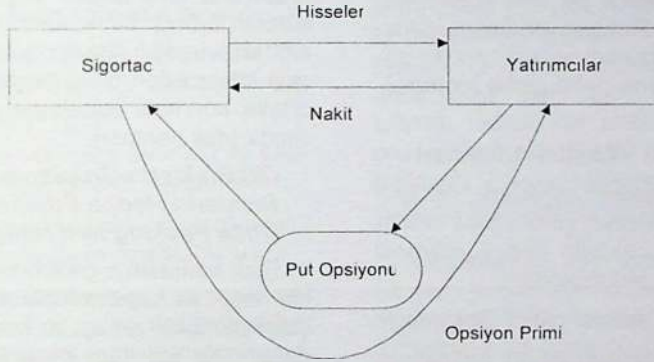 Hisseler
Sigortac
Yatırımcılar
Nakit
Put Opsiyonu
Opsiyon Primi